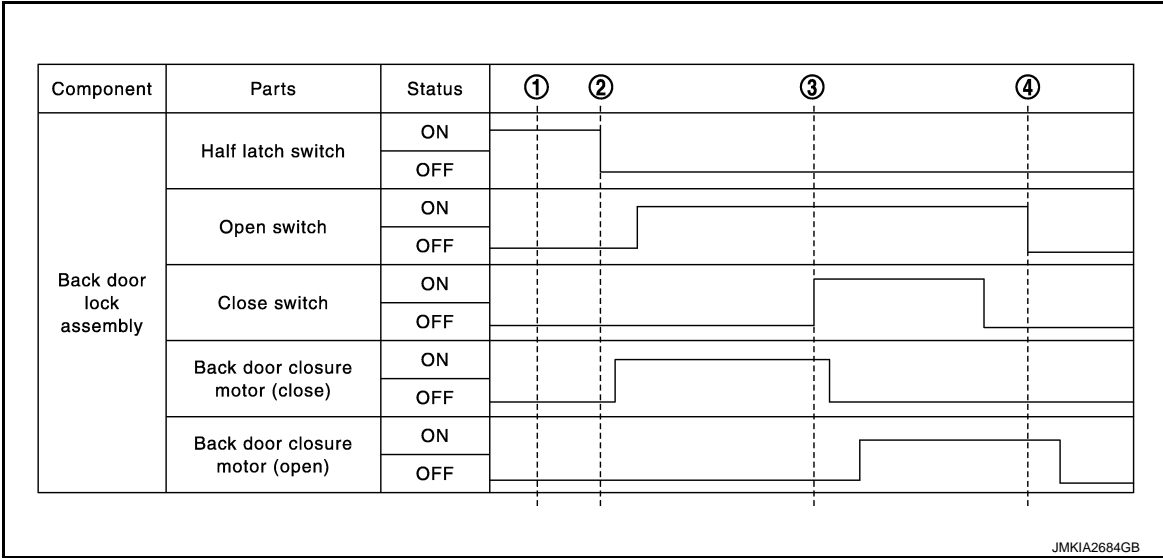 Component Parts Status ① ② ③ ④
Back door
lock
assembly
Half latch switch
ON
OFF
Open switch
ON
OFF
Close switch
ON
OFF
Back door closure
motor (close)
ON
OFF
Back door closure
motor (open)
ON
OFF
JMKIA2684GB